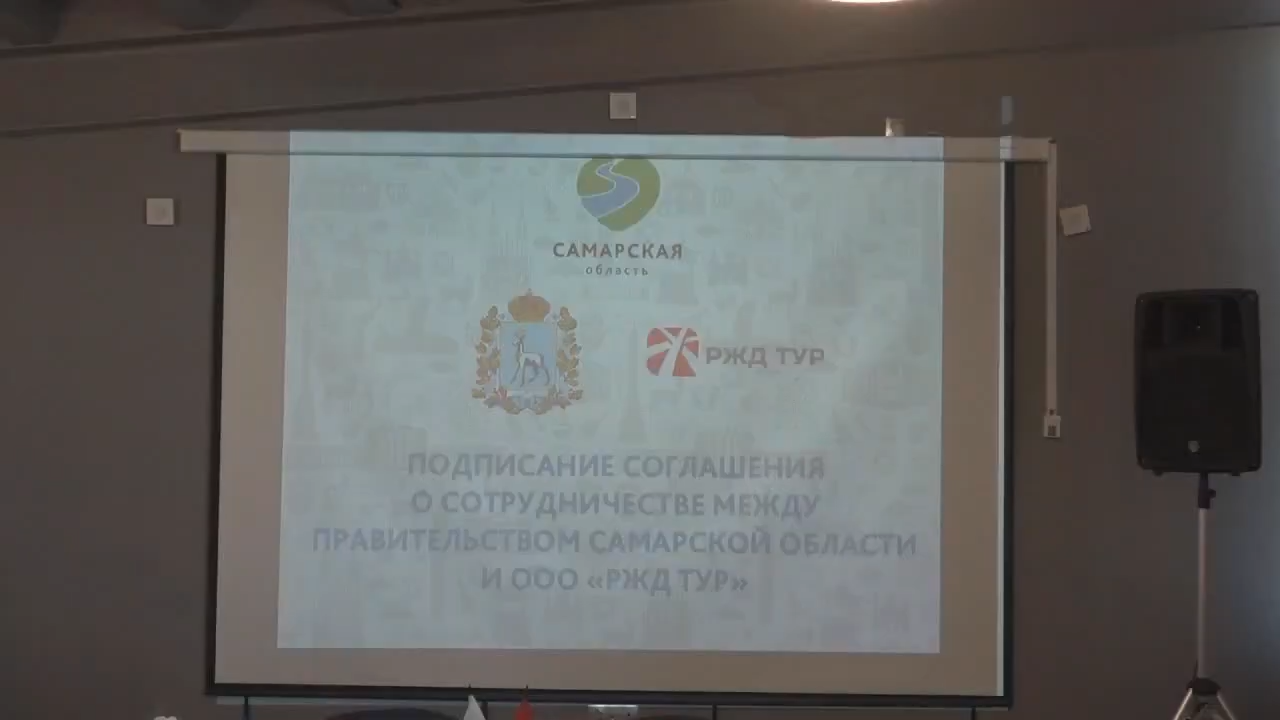 САМАРСКАЯ
область
РЖД ТУР
ПОДПИСАНИЕ СОГЛАШЕНИЯ
О СОТРУДНИЧЕСТВЕ МЕЖДУ
ПРАВИТЕЛЬСТВОМ САМАРСКОЙ ОБЛАСТИ
И ООО «РЖД ТУР»